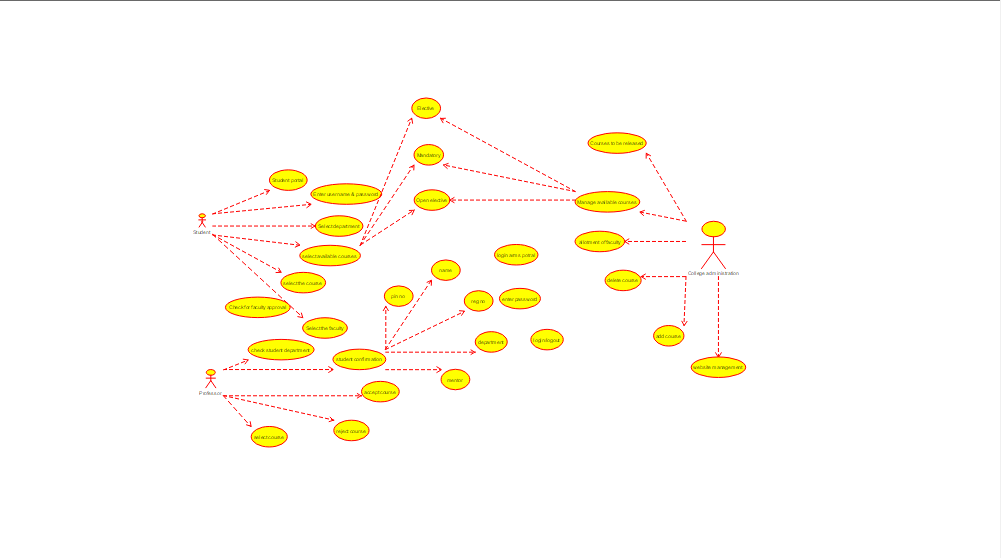 Elective
Courses to be released
Mandatory
Student portal
Enter username & password
Open elective
Manage available courses
Student
Select department
allotment of faculty
select available courses
login arms portal
name
College administration
select the course
delete course
pin no
reg no
enter password
Check for faculty approval
Select the faculty
add course
department
login logout
check student department
student confirmation
website management
mentor
Professor
accept course
reject course
select course